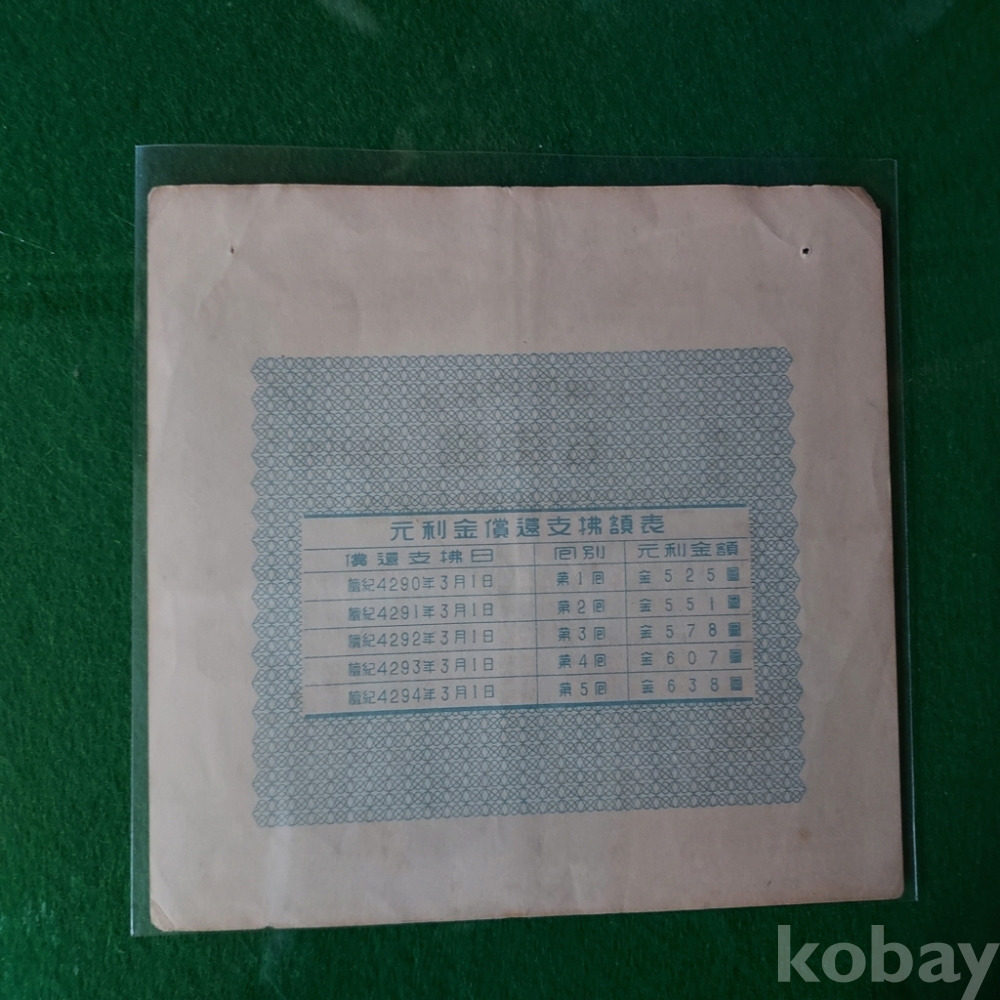 元利金償還支拂額表
償還支拂日 回別 元利金額
檀紀4290年3月1日 第1回 金525圜
檀紀4291年3月1日 第2回 金551圜
檀紀4292年3月1日 第3回 金578圜
檀紀4293年3月1日 第4回 金607圜
檀紀4294年3月1日 第5回 金638圜
kobay